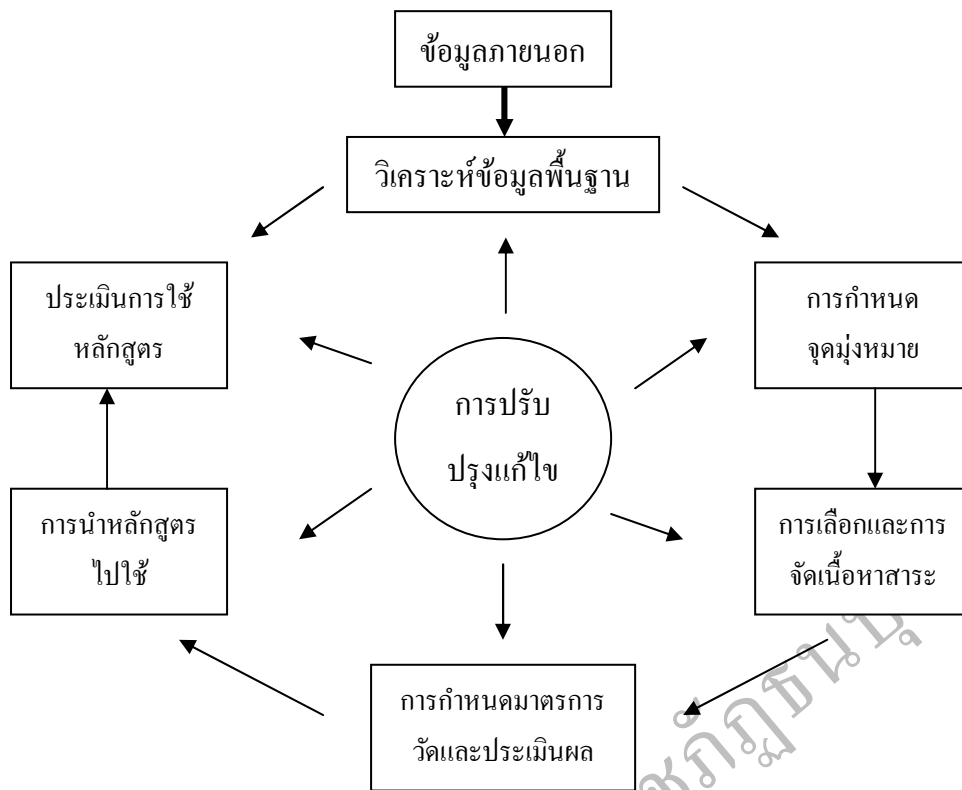 ข้อมูลภายนอก
วิเคราะห์ข้อมูลพื้นฐาน
การกำหนด
จุดมุ่งหมาย
การเลือกและการ
จัดเนื้อหาสาระ
การกำหนดมาตรการ
วัดและประเมินผล
การนำหลักสูตร
ไปใช้
ประเมินการใช้
หลักสูตร
การปรับ
ปรุงแก้ไข